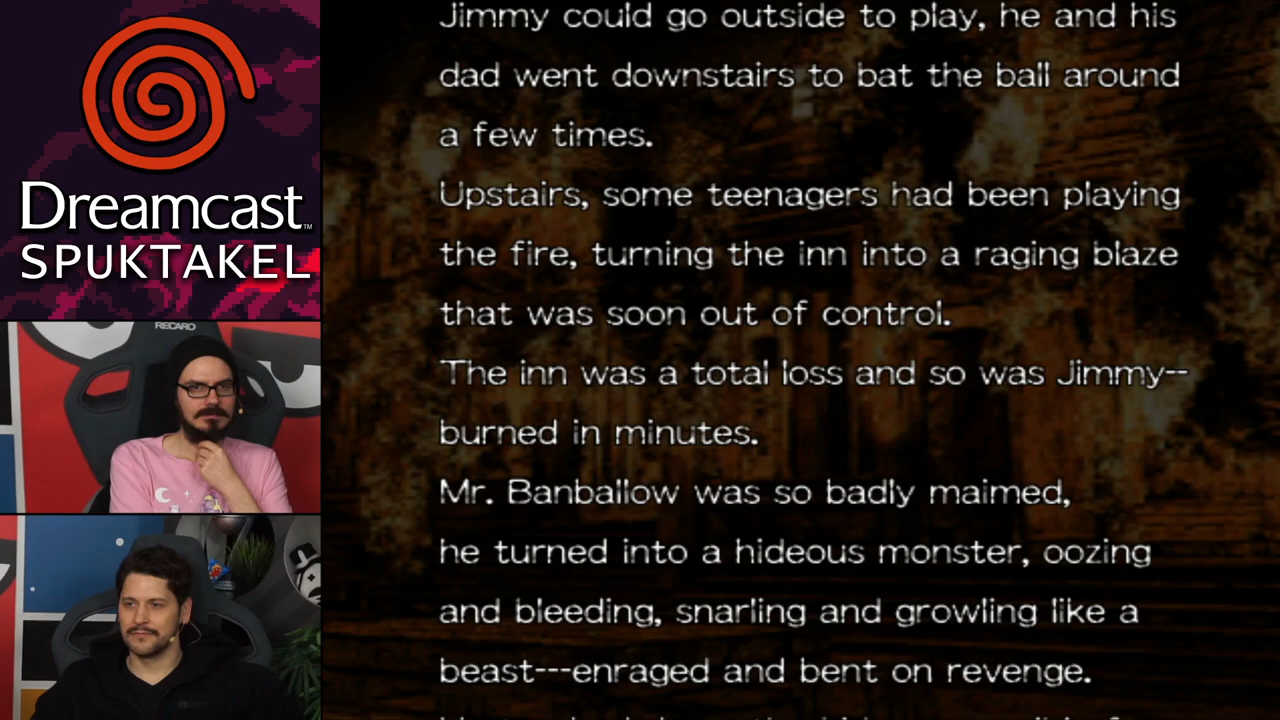 Dreamcast™
SPUKTAKEL
RECARO
Jimmy could go outside to play, he and his
dad went downstairs to bat the ball around
a few times.
Upstairs, some teenagers had been playing
the fire, turning the inn into a raging blaze
that was soon out of control.
The inn was a total loss and so was Jimmy--
burned in minutes.
Mr. Banballow was so badly maimed,
he turned into a hideous monster, oozing
and bleeding, snarling and growling like a
beast---enraged and bent on revenge.